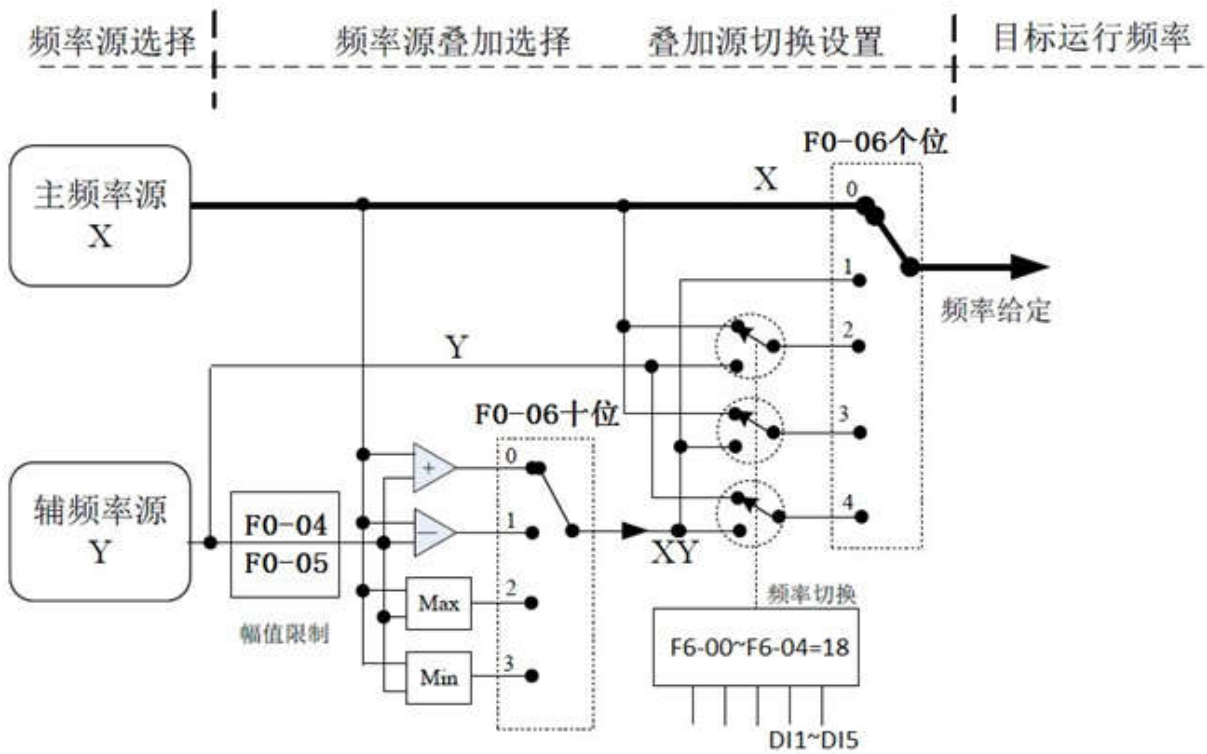 频率源选择
频率源叠加选择
叠加源切换设置
目标运行频率
F0-06个位
主频率源
X
X
0
1
频率给定
2
Y
F0-06十位
3
0
辅频率源
Y
F0-04
F0-05
+
4
1
−
XY
幅值限制
Max
2
频率切换
Min
3
F6-00~F6-04=18
DI1~DI5